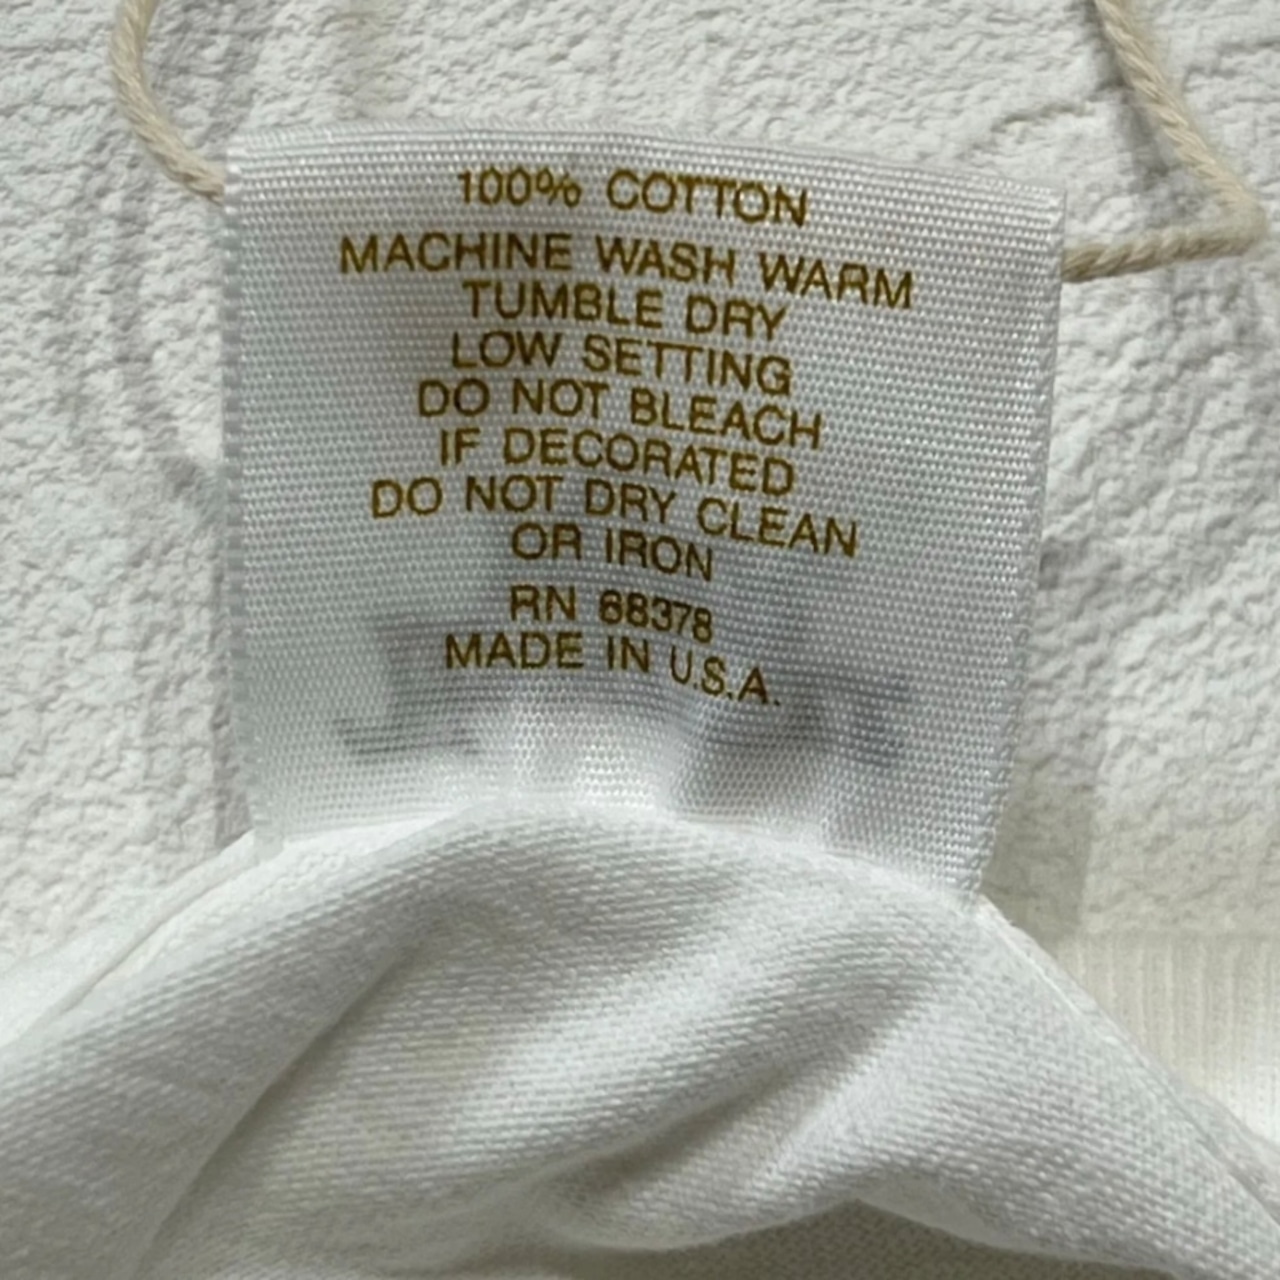 100% COTTON
MACHINE WASH WARM
TUMBLE DRY
LOW SETTING
DO NOT BLEACH
IF DECORATED
DO NOT DRY CLEAN
OR IRON
RN 68378
MADE IN U.S.A.